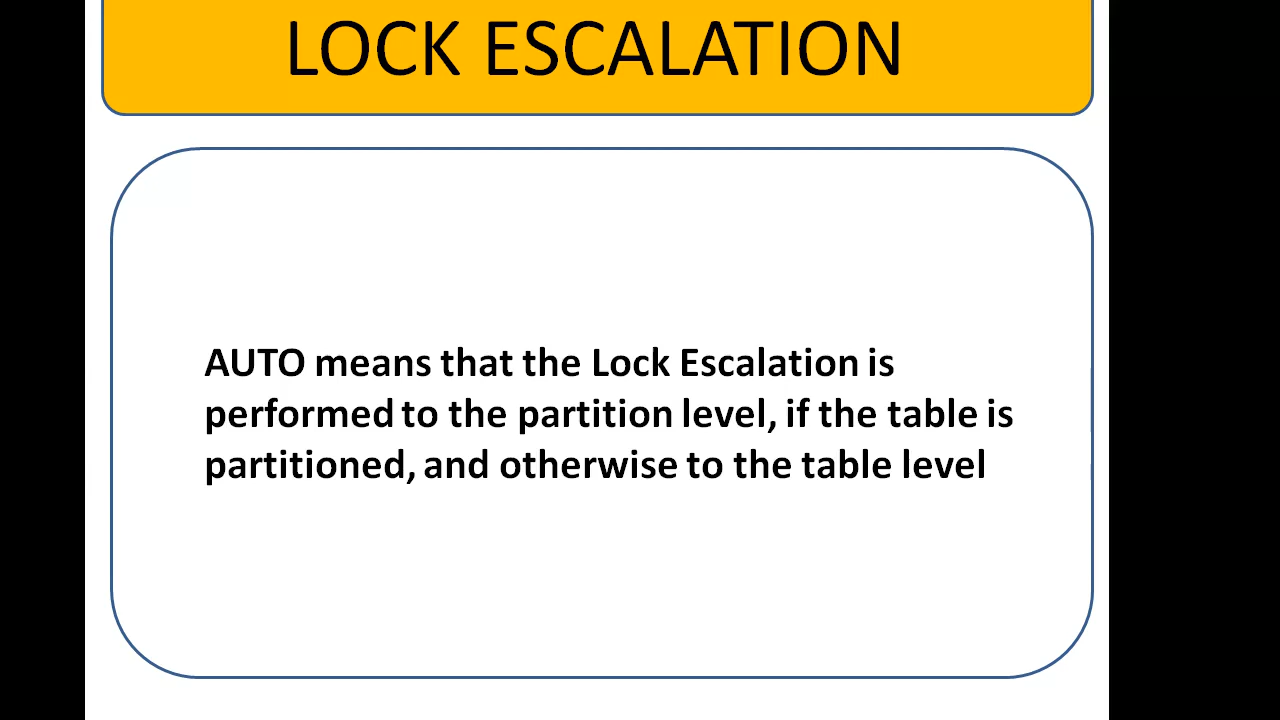 LOCK ESCALATION
AUTO means that the Lock Escalation is
performed to the partition level, if the table is
partitioned, and otherwise to the table level